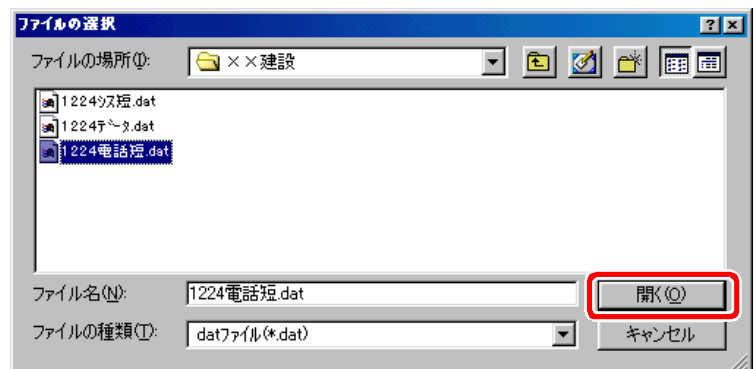 ファイルの選択
ファイルの場所(I): ××建設
1224ｼｽ短.dat
1224ﾃﾞｰﾀ.dat
1224電話短.dat
ファイル名(N): 1224電話短.dat 開く(O)
ファイルの種類(T): datファイル(*.dat) キャンセル